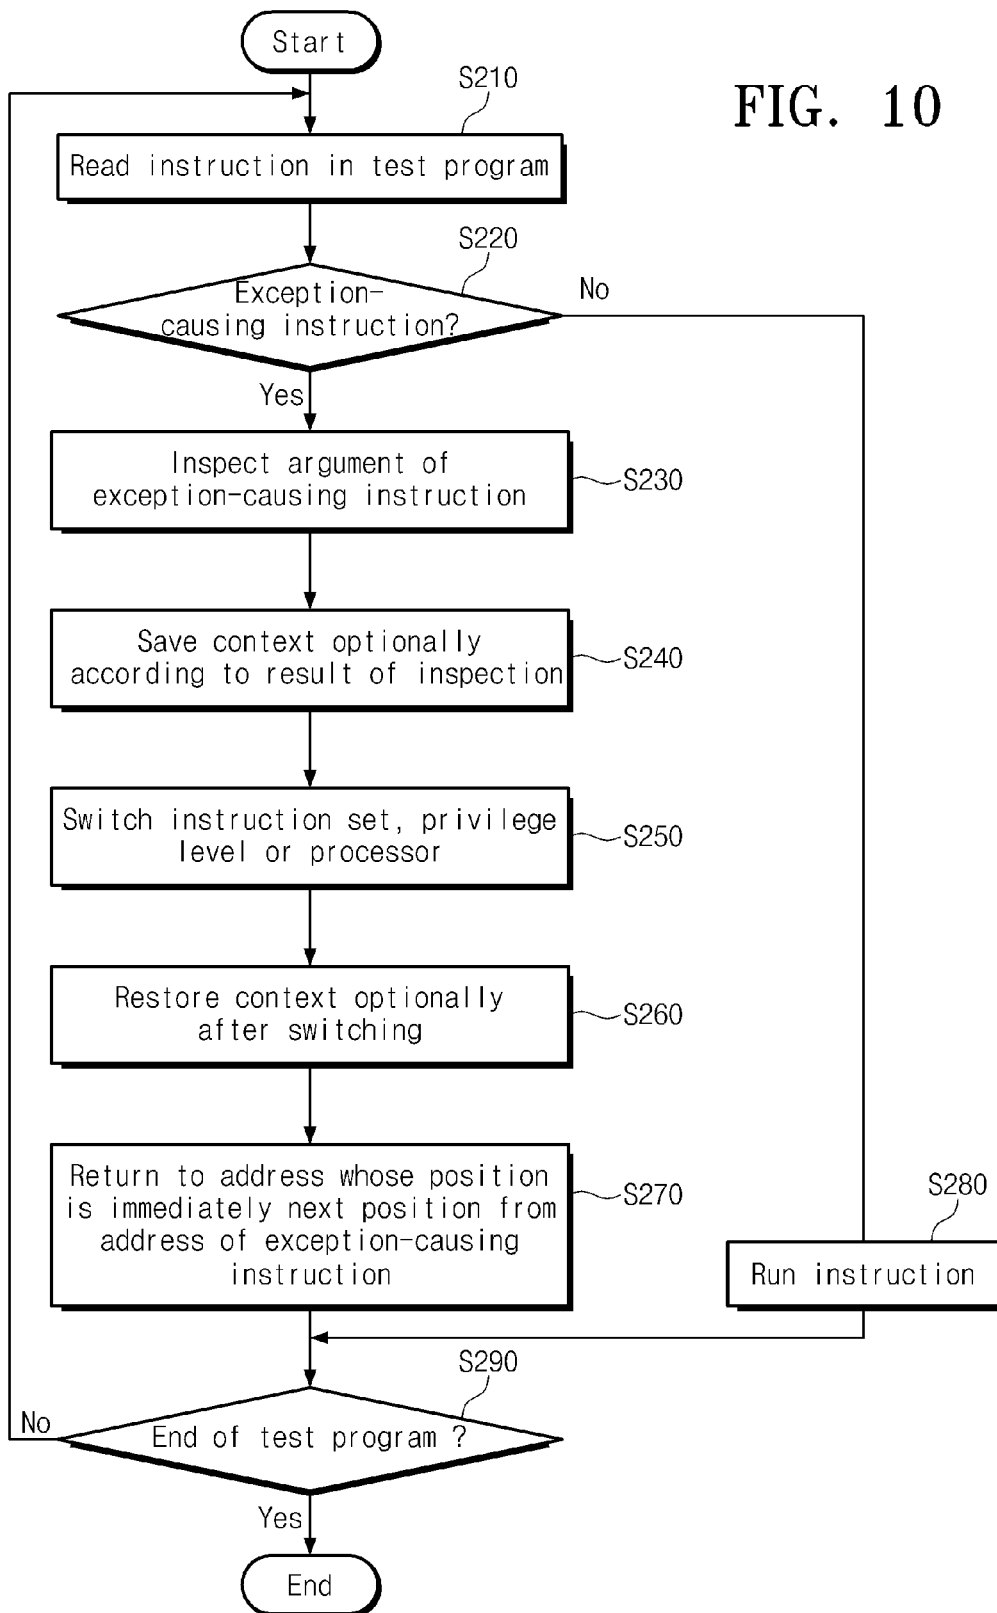 Start
S210
FIG. 10
Read instruction in test program
S220
Exception-
causing instruction?
No
Yes
Inspect argument of
exception-causing instruction
S230
Save context optionally
according to result of inspection
S240
Switch instruction set, privilege
level or processor
S250
Restore context optionally
after switching
S260
Return to address whose position
is immediately next position from
address of exception-causing
instruction
S270
S280
Run instruction
S290
End of test program ?
No
Yes
End